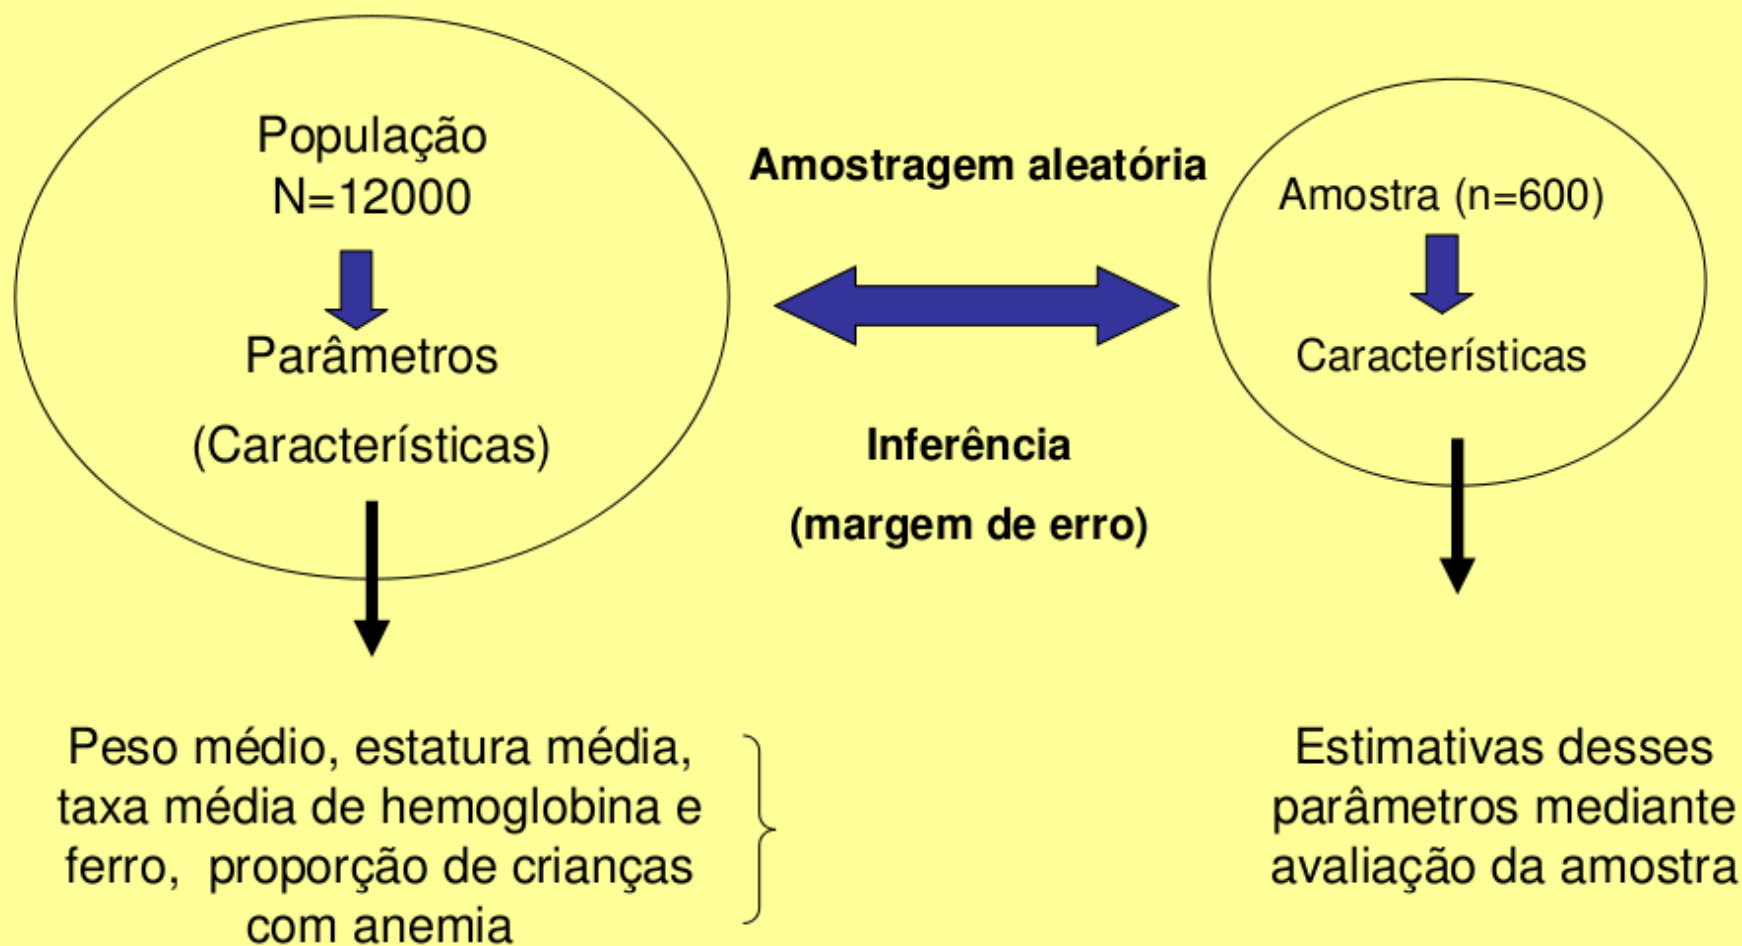 População
N=12000
Parâmetros
(Características)
Amostragem aleatória
Inferência
(margem de erro)
Amostra (n=600)
Características
Peso médio, estatura média,
taxa média de hemoglobina e
ferro, proporção de crianças
com anemia
Estimativas desses
parâmetros mediante
avaliação da amostra